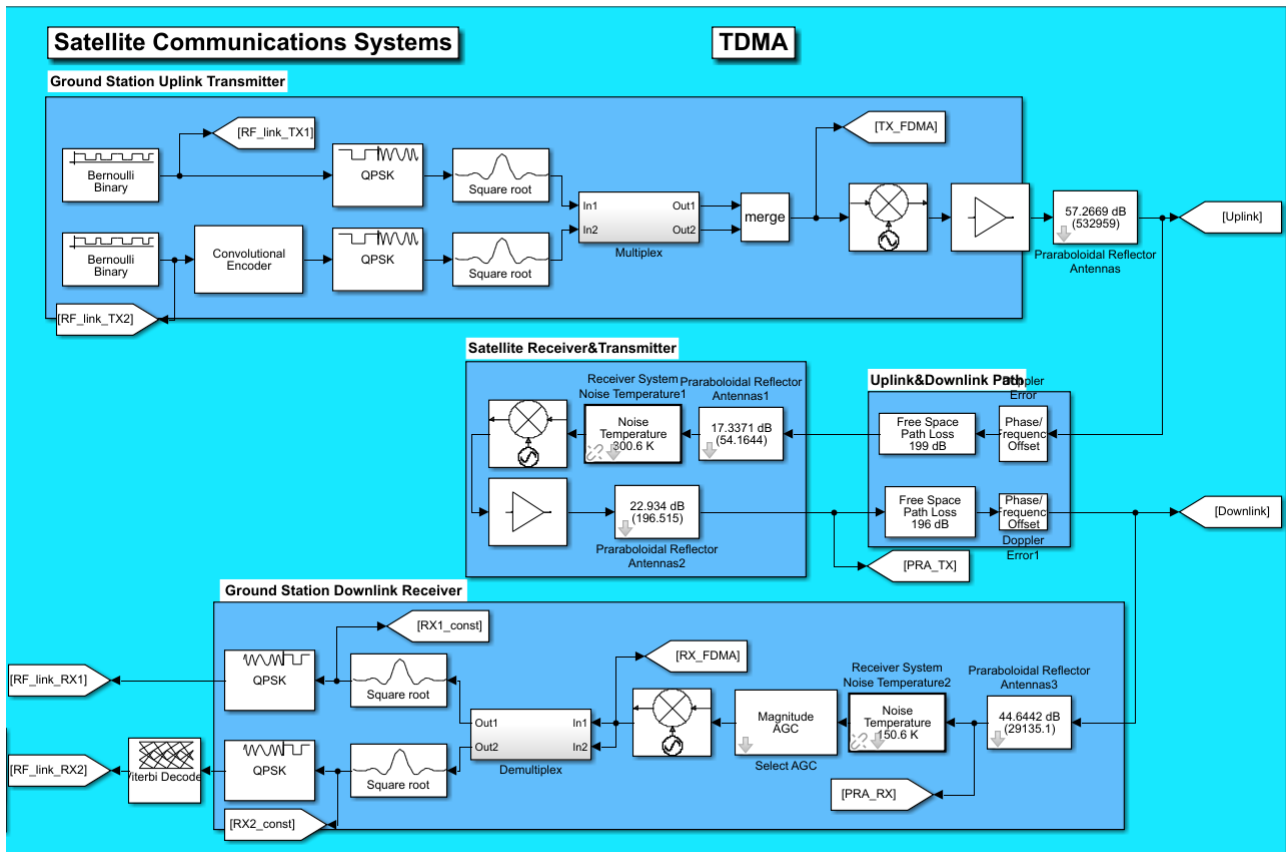 Satellite Communications Systems
TDMA
Ground Station Uplink Transmitter
[RF_link_TX1]
[TX_FDMA]
Bernoulli
Binary
QPSK
Square root
In1
In2
Out1
Out2
Multiplex
merge
57.2669 dB
(532959)
Praraboloidal Reflector
Antennas
[Uplink]
Bernoulli
Binary
Convolutional
Encoder
QPSK
Square root
[RF_link_TX2]
Satellite Receiver&Transmitter
Receiver System
Noise Temperature1
Noise
Temperature
300.6 K
Praraboloidal Reflector
Antennas1
17.3371 dB
(54.1644)
Uplink&Downlink Path
Doppler
Error
Free Space
Path Loss
199 dB
Phase/
Frequenc
Offset
22.934 dB
(196.515)
Praraboloidal Reflector
Antennas2
Free Space
Path Loss
196 dB
Phase/
Frequenc
Offset
Doppler
Error1
[Downlink]
[PRA_TX]
Ground Station Downlink Receiver
[RX1_const]
[RX_FDMA]
[RF_link_RX1]
QPSK
Square root
Out1
Out2
In1
In2
Demultiplex
Magnitude
AGC
Select AGC
Receiver System
Noise Temperature2
Noise
Temperature
150.6 K
Praraboloidal Reflector
Antennas3
44.6442 dB
(29135.1)
[RF_link_RX2]
Viterbi Decode
QPSK
Square root
[PRA_RX]
[RX2_const]